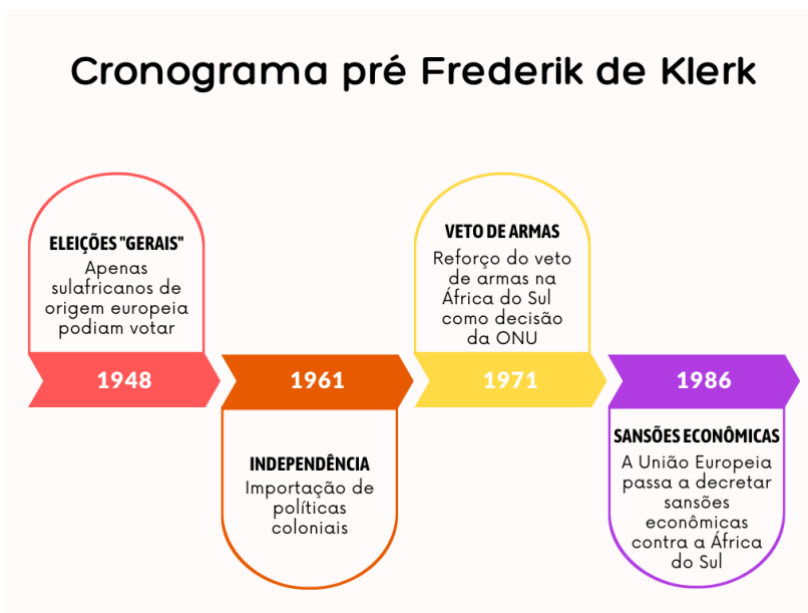 Cronograma pré Frederik de Klerk
ELEIÇÕES "GERAIS"
Apenas
sulafricanos de
origem europeia
podiam votar
1948
1961
INDEPENDÊNCIA
Importação de
políticas
coloniais
VETO DE ARMAS
Reforço do veto
de armas na
África do Sul
como decisão
da ONU
1971
1986
SANSÕES ECONÔMICAS
A União Europeia
passa a decretar
sansões
econômicas
contra a África
do Sul